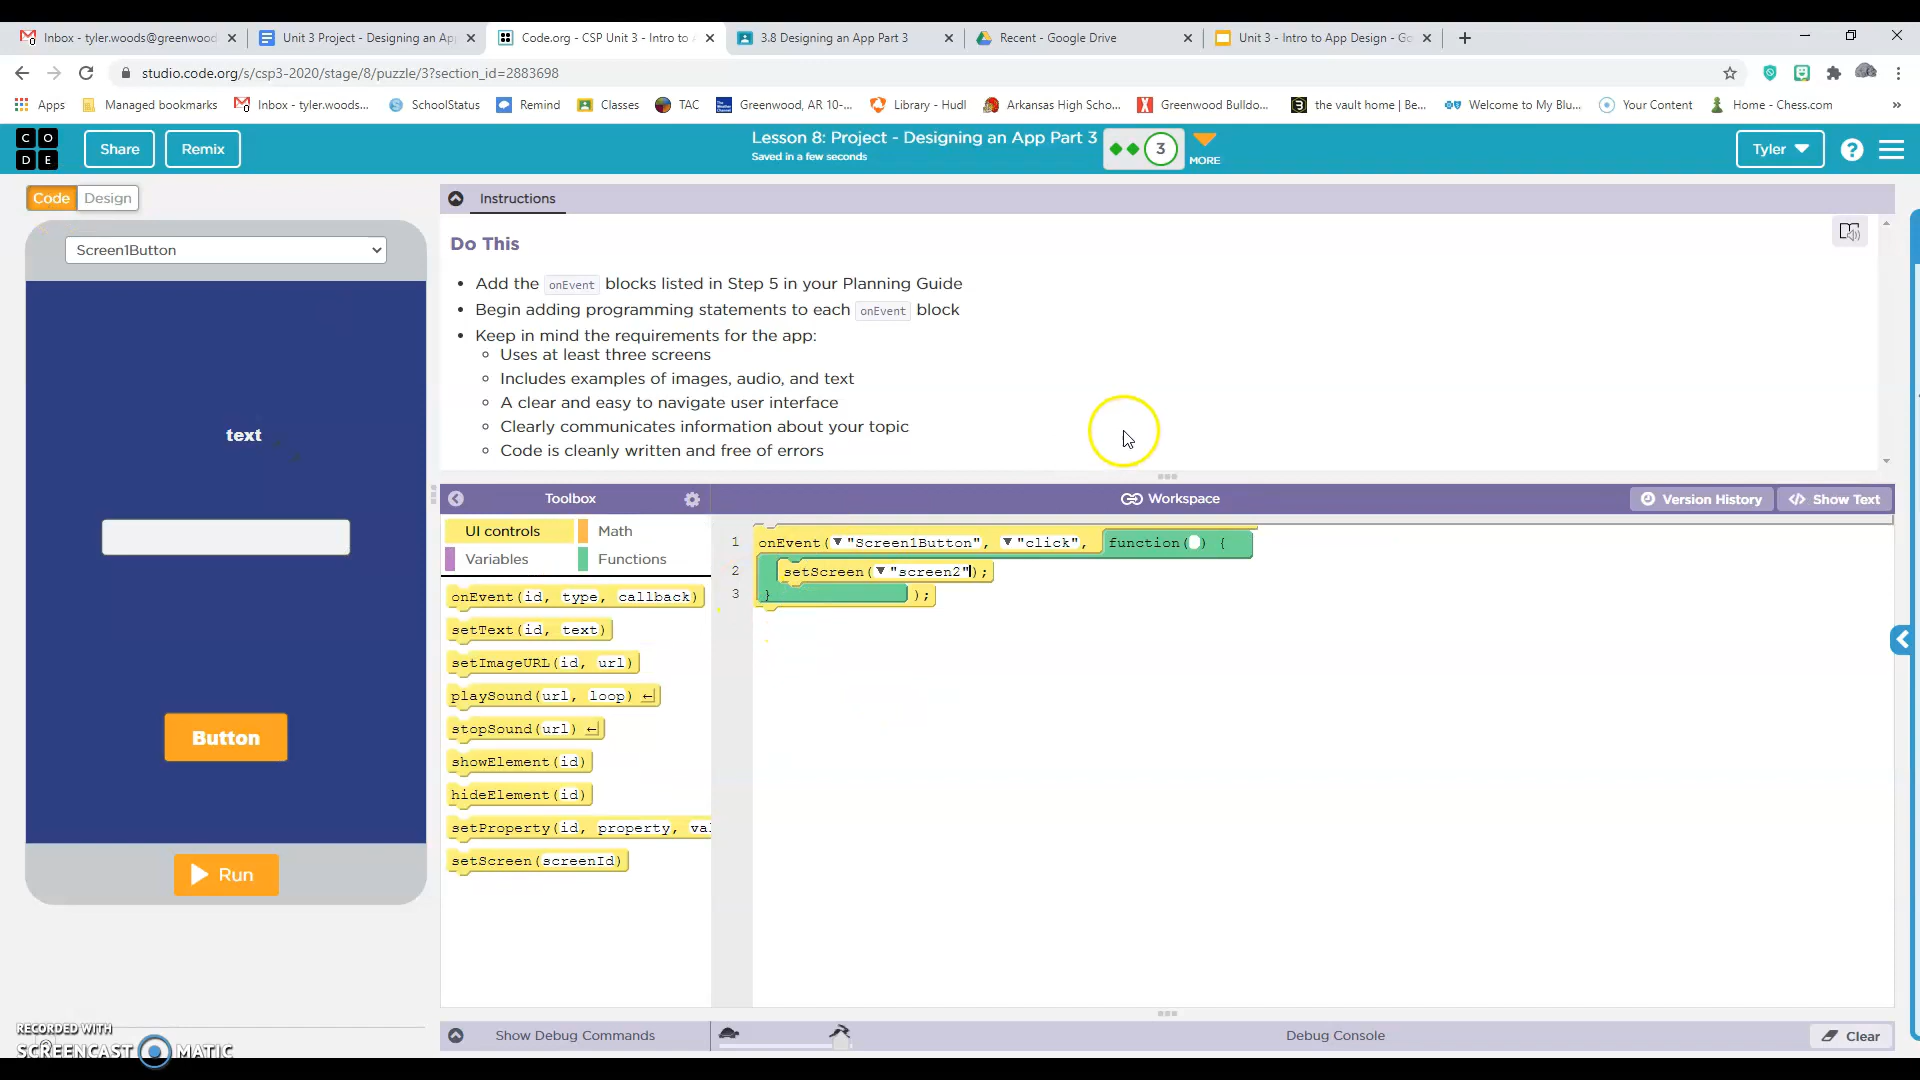 Inbox - tyler.woods@greenwood
Unit 3 Project - Designing an Ap
Code.org - CSP Unit 3 - Intro to
3.8 Designing an App Part 3
Recent - Google Drive
Unit 3 - Intro to App Design - Go
studio.code.org/s/csp3-2020/stage/8/puzzle/3?section_id=2883698
Apps
Managed bookmarks
Inbox - tyler.woods...
SchoolStatus
Remind
Classes
TAC
Greenwood, AR 10-...
Library - Hudl
Arkansas High Scho...
Greenwood Bulldo...
the vault home | Be...
Welcome to My Blu...
Your Content
Home - Chess.com
CODE
Share
Remix
Lesson 8: Project - Designing an App Part 3
Saved in a few seconds
3
MORE
Tyler
?
Code
Design
Screen1Button
text
Button
Run
Instructions
Do This
Add the onEvent blocks listed in Step 5 in your Planning Guide
Begin adding programming statements to each onEvent block
Keep in mind the requirements for the app:
Uses at least three screens
Includes examples of images, audio, and text
A clear and easy to navigate user interface
Clearly communicates information about your topic
Code is cleanly written and free of errors
Toolbox
Workspace
Version History
</> Show Text
UI controls
Math
Variables
Functions
onEvent(id, type, callback)
setText(id, text)
setImageURL(id, url)
playSound(url, loop)
stopSound(url)
showElement(id)
hideElement(id)
setProperty(id, property, val
setScreen(screenId)
1 onEvent("Screen1Button", "click", function( ) {
2 setScreen("screen2");
3 } );
Show Debug Commands
Debug Console
Clear
RECORDED WITH
SCREENCAST MATIC